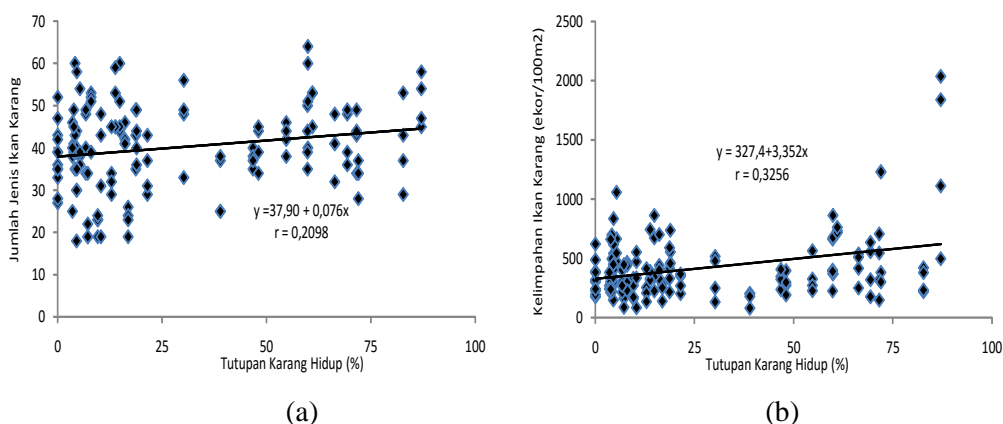 70
60
50
40
30
20
10
0
Jumlah Jenis Ikan Karang
y =37,90 + 0,076x
r = 0,2098
0 25 50 75 100
Tutupan Karang Hidup (%)
(a)
2500
2000
1500
1000
500
0
Kelimpahan Ikan Karang (ekor/100m2)
y = 327,4+3,352x
r = 0,3256
0 25 50 75 100
Tutupan Karang Hidup (%)
(b)